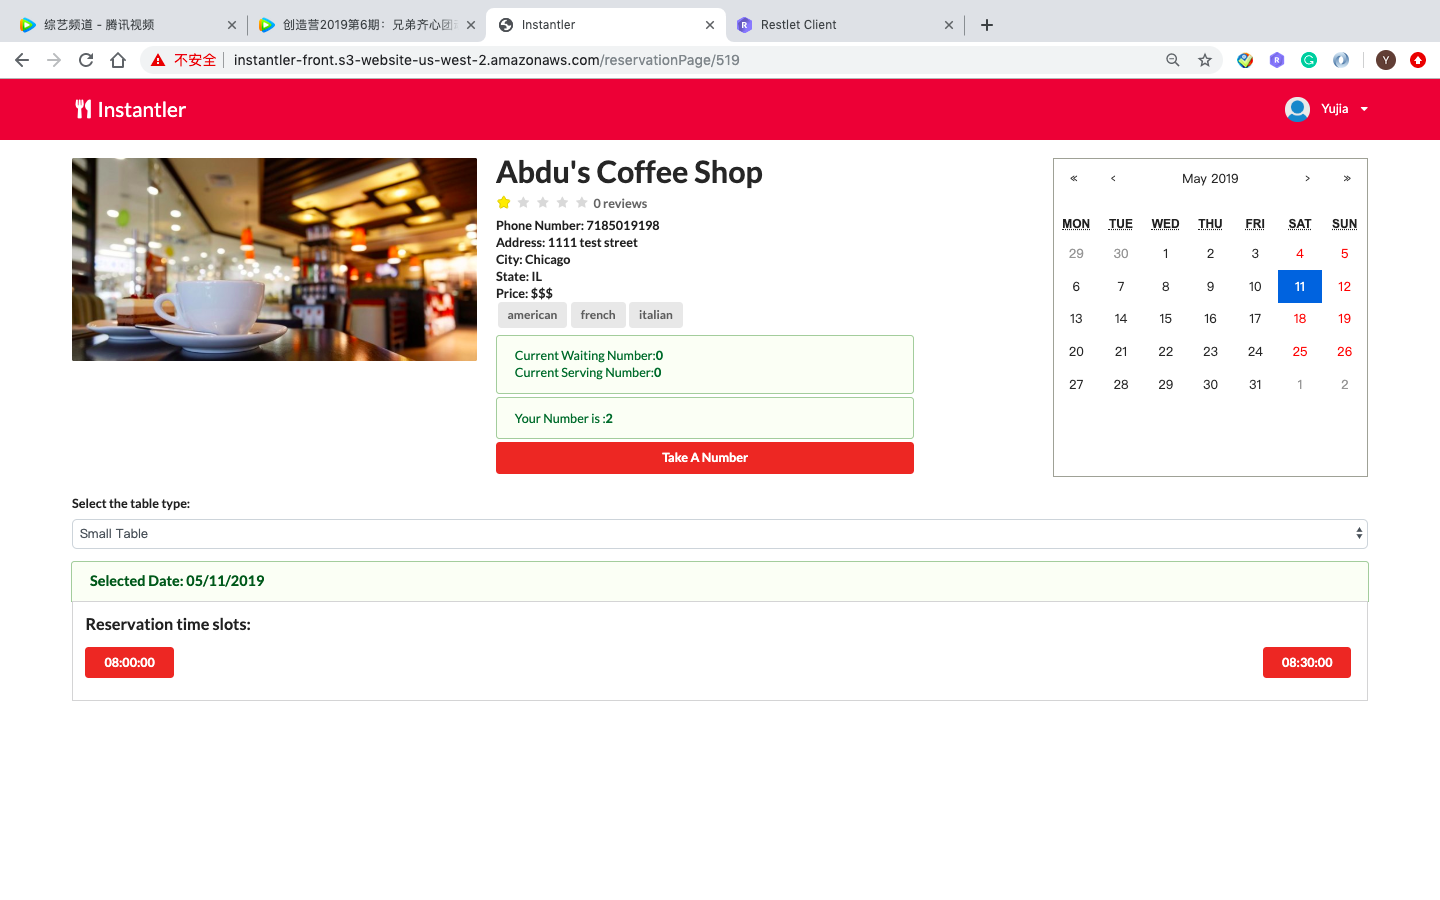 综艺频道 - 腾讯视频
创造营2019第6期：兄弟齐心团
Instantler
Restlet Client
不安全
instantler-front.s3-website-us-west-2.amazonaws.com/reservationPage/519
Y
Instantler
Yujia
Abdu's Coffee Shop
0 reviews
Phone Number: 7185019198
Address: 1111 test street
City: Chicago
State: IL
Price: $$$
american french italian
Current Waiting Number:0
Current Serving Number:0
Your Number is :2
Take A Number
« ‹ May 2019 › »
MON TUE WED THU FRI SAT SUN
29 30 1 2 3 4 5
6 7 8 9 10 11 12
13 14 15 16 17 18 19
20 21 22 23 24 25 26
27 28 29 30 31 1 2
Select the table type:
Small Table
Selected Date: 05/11/2019
Reservation time slots:
08:00:00 08:30:00